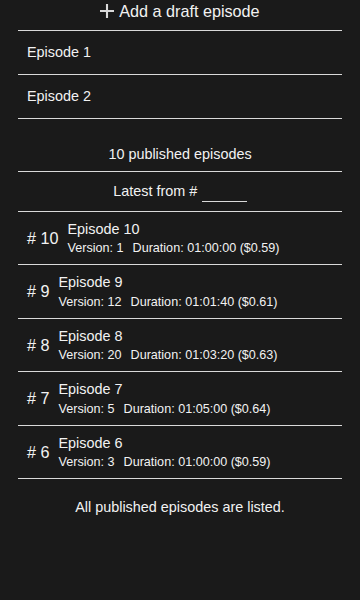 Add a draft episode
Episode 1
Episode 2
10 published episodes
Latest from #
# 10
Episode 10
Version: 1 Duration: 01:00:00 ($0.59)
# 9
Episode 9
Version: 12 Duration: 01:01:40 ($0.61)
# 8
Episode 8
Version: 20 Duration: 01:03:20 ($0.63)
# 7
Episode 7
Version: 5 Duration: 01:05:00 ($0.64)
# 6
Episode 6
Version: 3 Duration: 01:00:00 ($0.59)
All published episodes are listed.